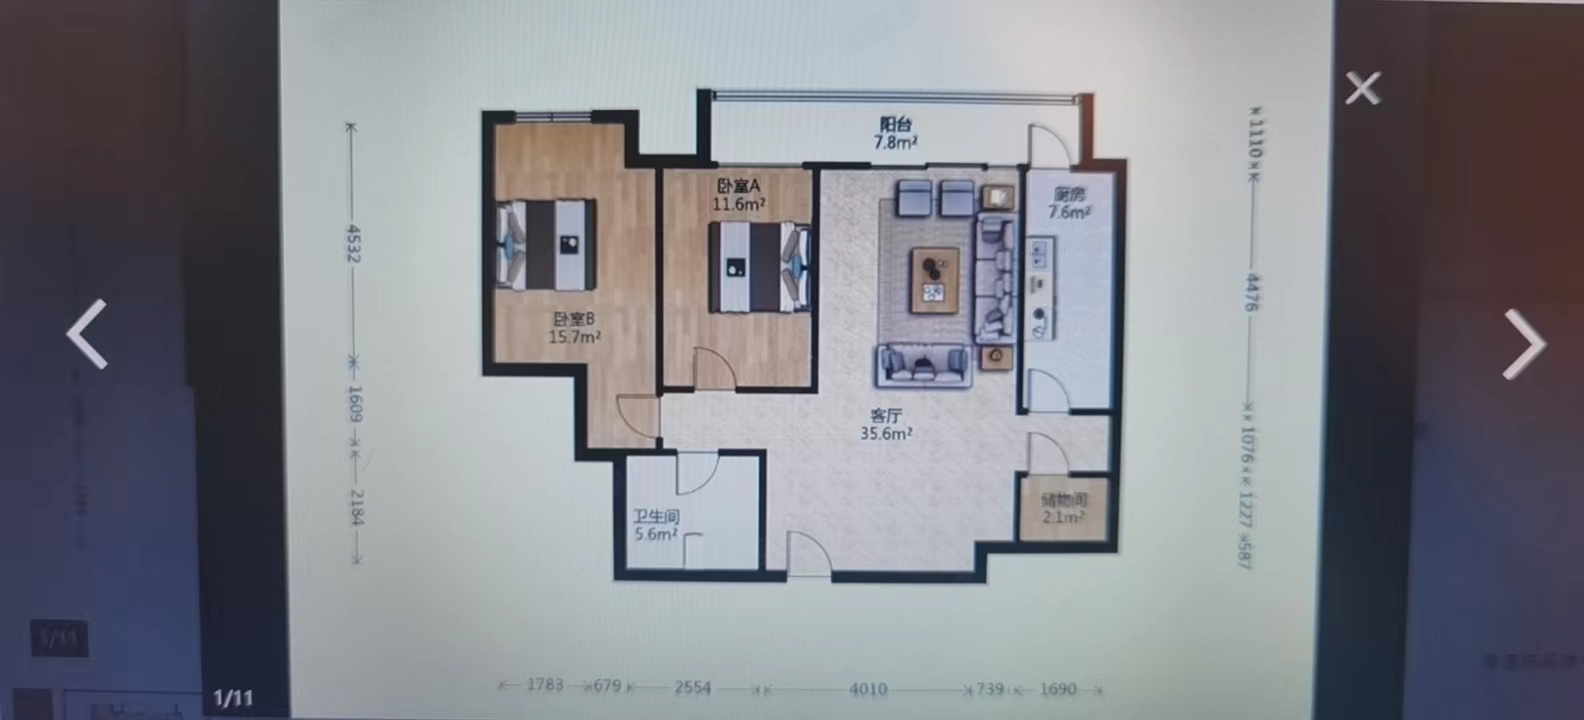 阳台
7.8m²
卧室A
11.6m²
厨房
7.6m²
卧室B
15.7m²
客厅
35.6m²
卫生间
5.6m²
储物间
2.1m²
4532
1609
2184
1110
4476
1076
1227
587
1783 679 2554 4010 739 1690
1/11
1/11